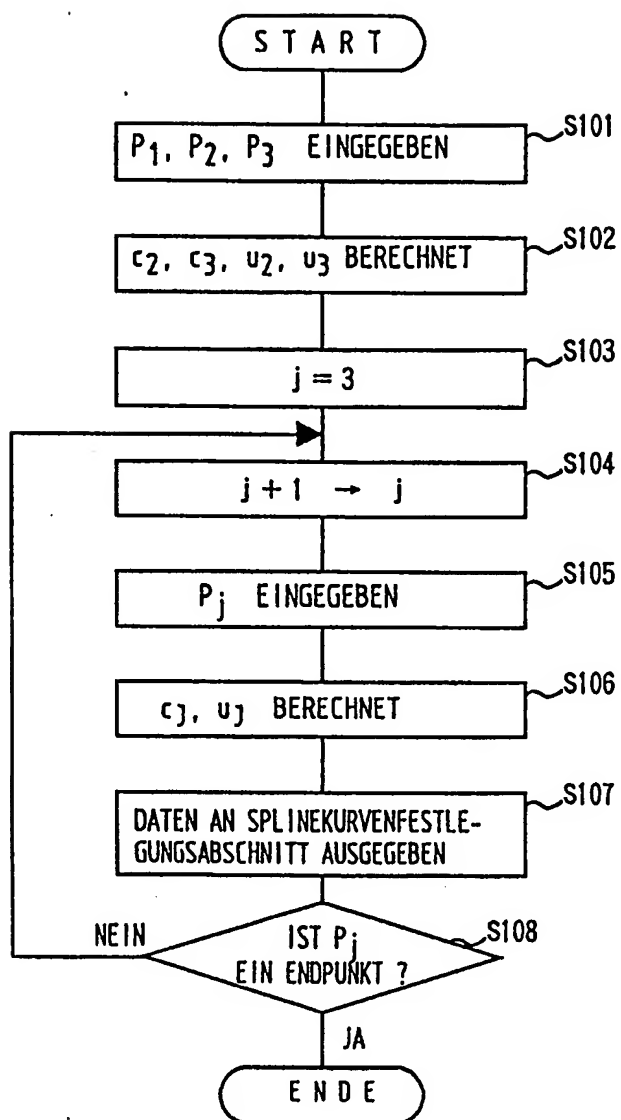 START
S101
P1, P2, P3 EINGEGEBEN
S102
c2, c3, u2, u3 BERECHNET
S103
j = 3
S104
j + 1 → j
S105
Pj EINGEGEBEN
S106
cj, uj BERECHNET
S107
DATEN AN SPLINEKURVENFESTLE-
GUNGSABSCHNITT AUSGEGEBEN
NEIN
S108
IST Pj
EIN ENDPUNKT ?
JA
ENDE